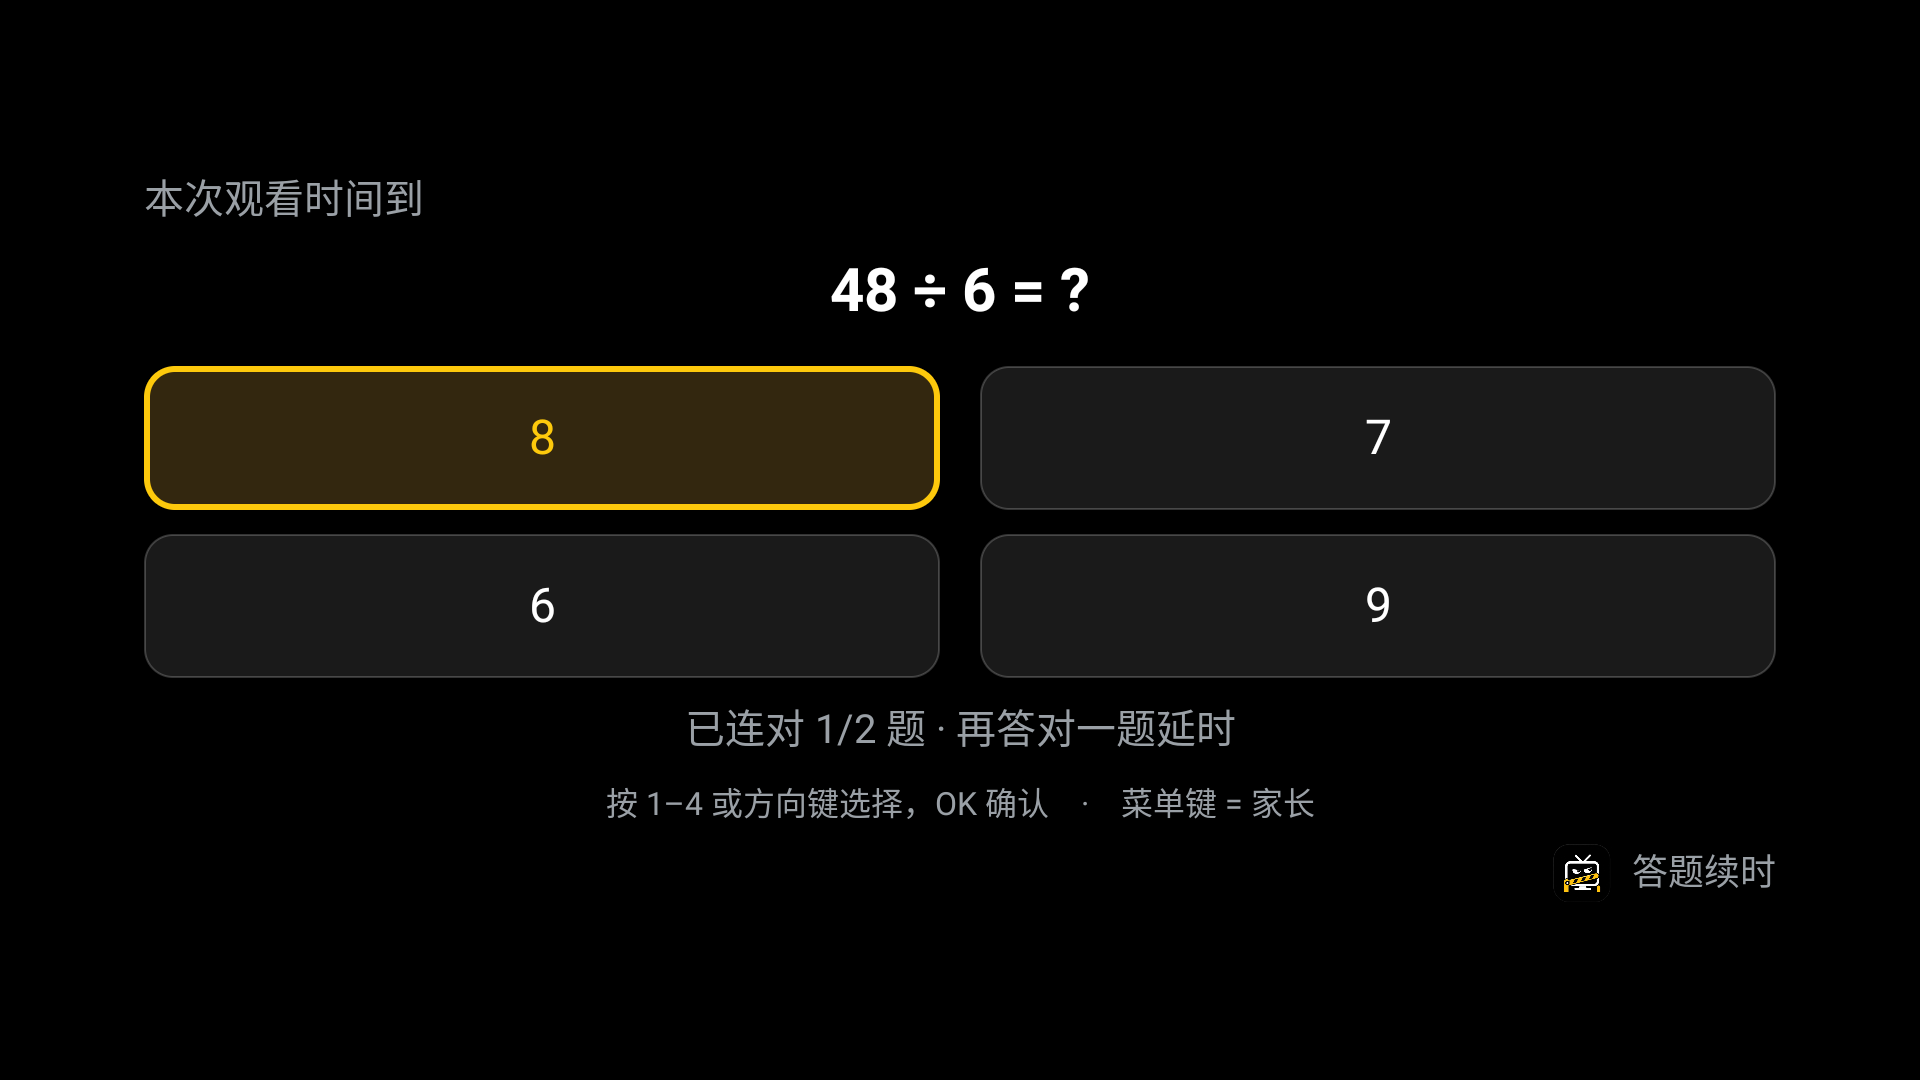 本次观看时间到
48 ÷ 6 = ?
8
7
6
9
已连对 1/2 题 · 再答对一题延时
按 1–4 或方向键选择，OK 确认 · 菜单键 = 家长
答题续时